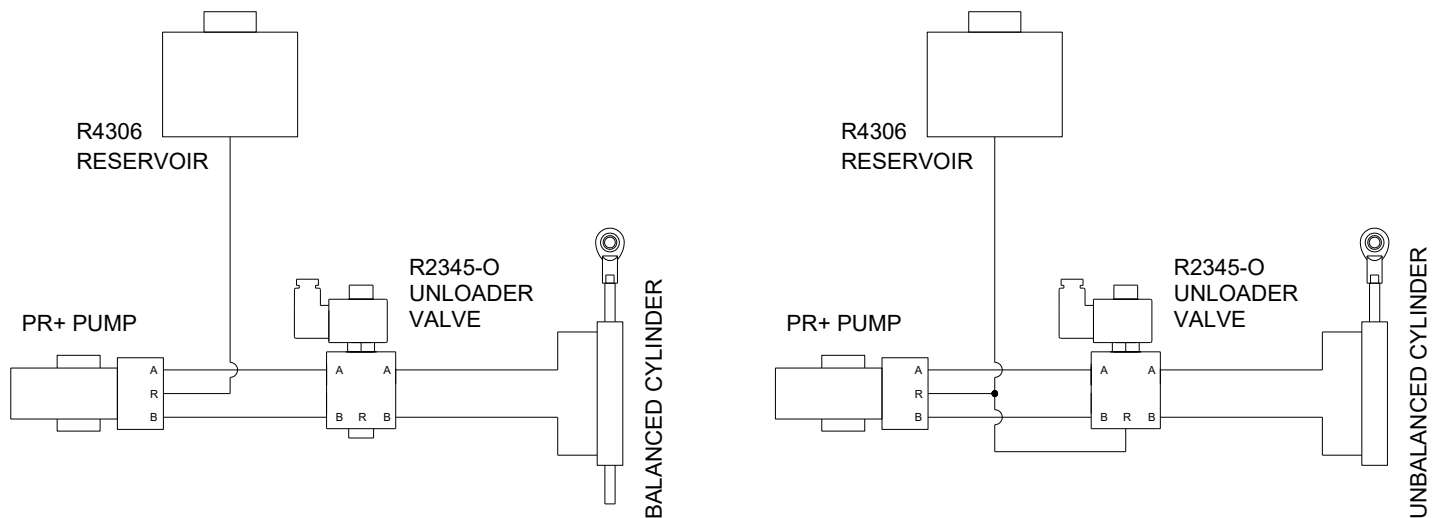 R4306
RESERVOIR
R2345-O
UNLOADER
VALVE
PR+ PUMP
A
R
B
A A
B R B
BALANCED CYLINDER
R4306
RESERVOIR
R2345-O
UNLOADER
VALVE
PR+ PUMP
A
R
B
A A
B R B
UNBALANCED CYLINDER